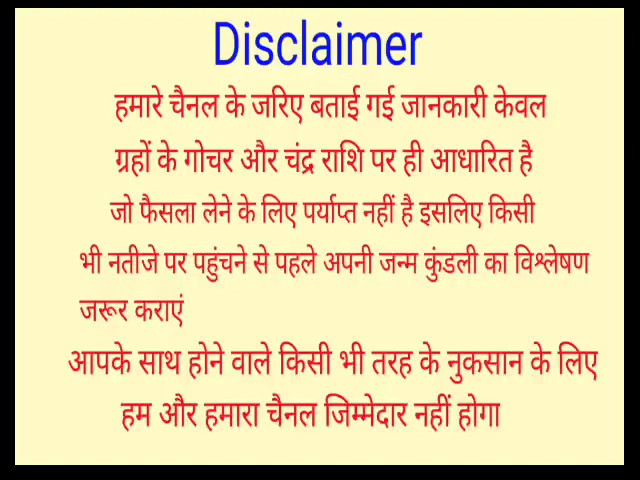 Disclaimer
हमारे चैनल के जरिए बताई गई जानकारी केवल
ग्रहों के गोचर और चंद्र राशि पर ही आधारित है
जो फैसला लेने के लिए पर्याप्त नहीं है इसलिए किसी
भी नतीजे पर पहुंचने से पहले अपनी जन्म कुंडली का विश्लेषण
जरूर कराएं
आपके साथ होने वाले किसी भी तरह के नुकसान के लिए
हम और हमारा चैनल जिम्मेदार नहीं होगा